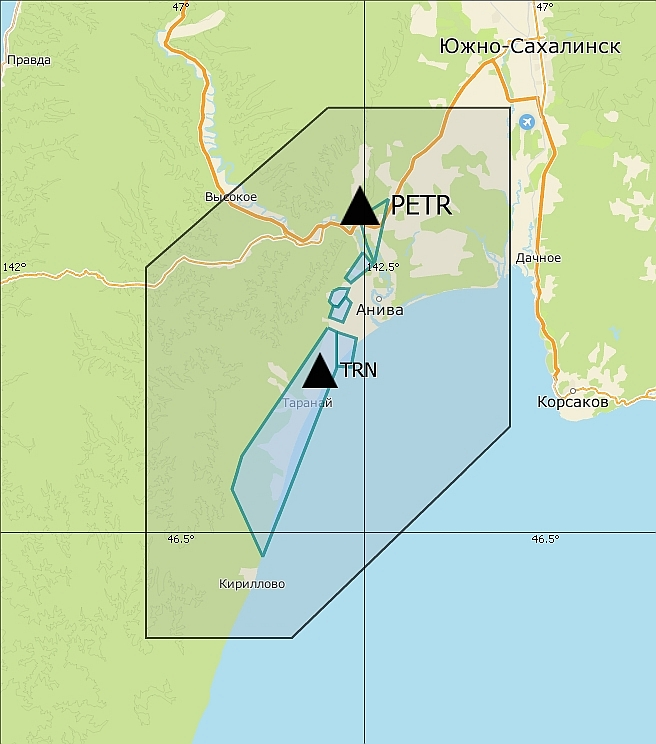 47°
47°
Южно-Сахалинск
Правда
Высокое
PETR
Дачное
142°
142.5°
Анива
TRN
Таранай
Корсаков
46.5°
46.5°
Кириллово